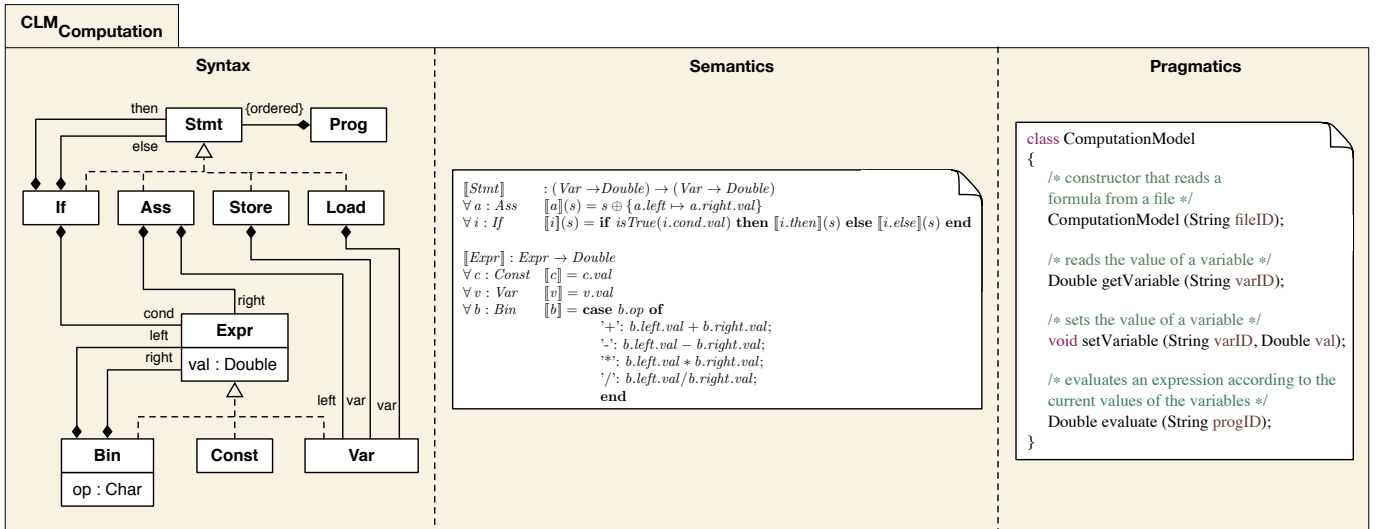 CLM Computation
Syntax
then
{ordered}
Stmt
Prog
else
If
Ass
Store
Load
right
cond
Expr
left
val : Double
right
left
var
var
Bin
Const
Var
op : Char
Semantics
⟦Stmt⟧ : (Var →Double) → (Var → Double)
∀ a : Ass ⟦a⟧(s) = s ⊕ {a.left ↦ a.right.val}
∀ i : If ⟦i⟧(s) = if isTrue(i.cond.val) then ⟦i.then⟧(s) else ⟦i.else⟧(s) end
⟦Expr⟧ : Expr → Double
∀ c : Const ⟦c⟧ = c.val
∀ v : Var ⟦v⟧ = v.val
∀ b : Bin ⟦b⟧ = case b.op of
'+': b.left.val + b.right.val;
'-': b.left.val − b.right.val;
'*': b.left.val ∗ b.right.val;
'/': b.left.val/b.right.val;
end
Pragmatics
class ComputationModel
{
/∗ constructor that reads a
formula from a file ∗/
ComputationModel (String fileID);
/∗ reads the value of a variable ∗/
Double getVariable (String varID);
/∗ sets the value of a variable ∗/
void setVariable (String varID, Double val);
/∗ evaluates an expression according to the
current values of the variables ∗/
Double evaluate (String progID);
}